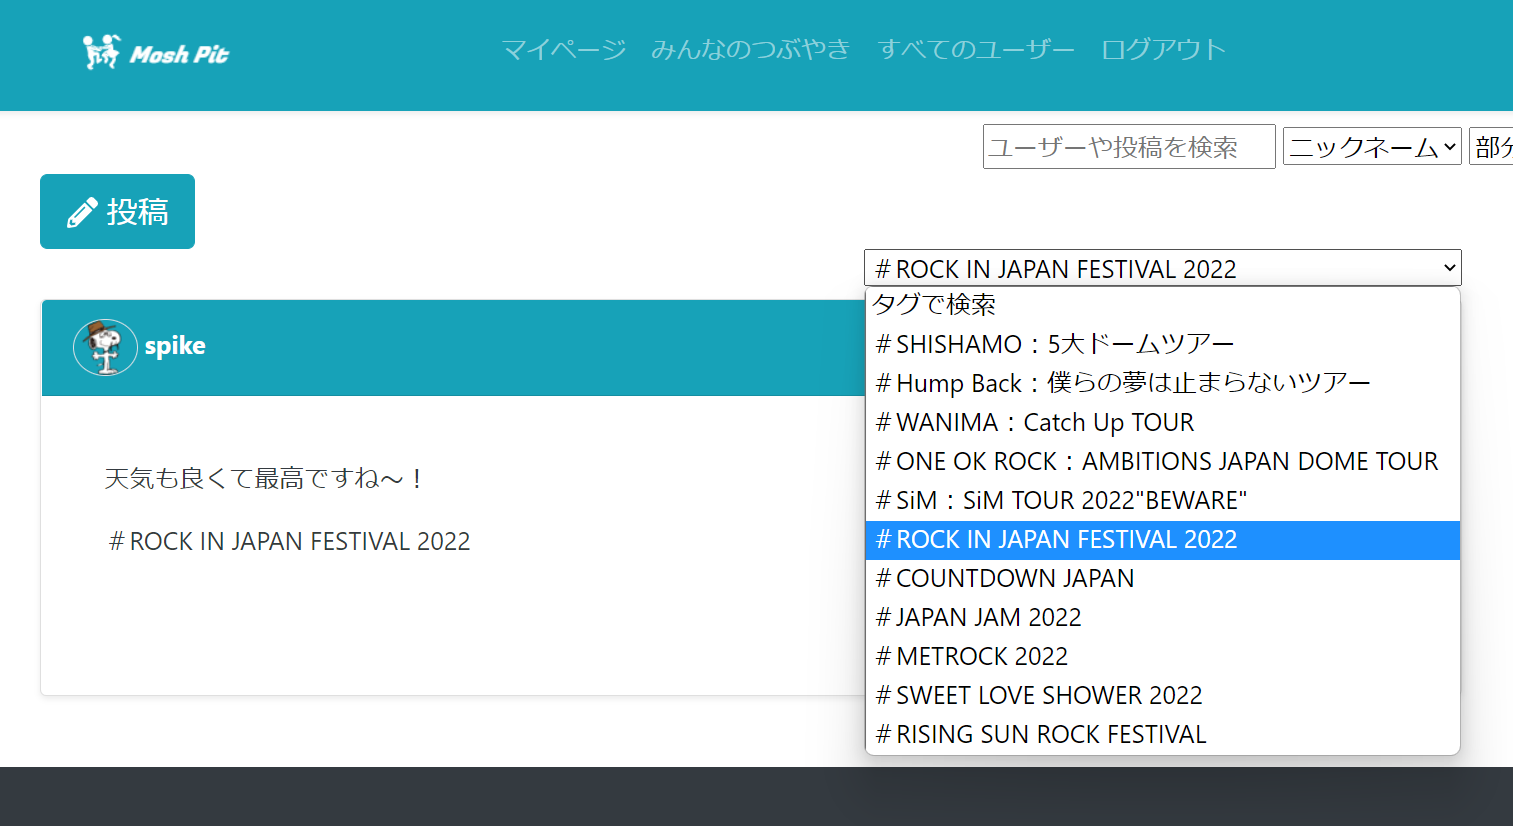 Mosh Pit
マイページ みんなのつぶやき すべてのユーザー ログアウト
ユーザーや投稿を検索 ニックネーム 部分
投稿
＃ROCK IN JAPAN FESTIVAL 2022
タグで検索
＃SHISHAMO：5大ドームツアー
＃Hump Back：僕らの夢は止まらないツアー
＃WANIMA：Catch Up TOUR
＃ONE OK ROCK：AMBITIONS JAPAN DOME TOUR
＃SiM：SiM TOUR 2022"BEWARE"
＃ROCK IN JAPAN FESTIVAL 2022
＃COUNTDOWN JAPAN
＃JAPAN JAM 2022
＃METROCK 2022
＃SWEET LOVE SHOWER 2022
＃RISING SUN ROCK FESTIVAL
spike
天気も良くて最高ですね～！
＃ROCK IN JAPAN FESTIVAL 2022